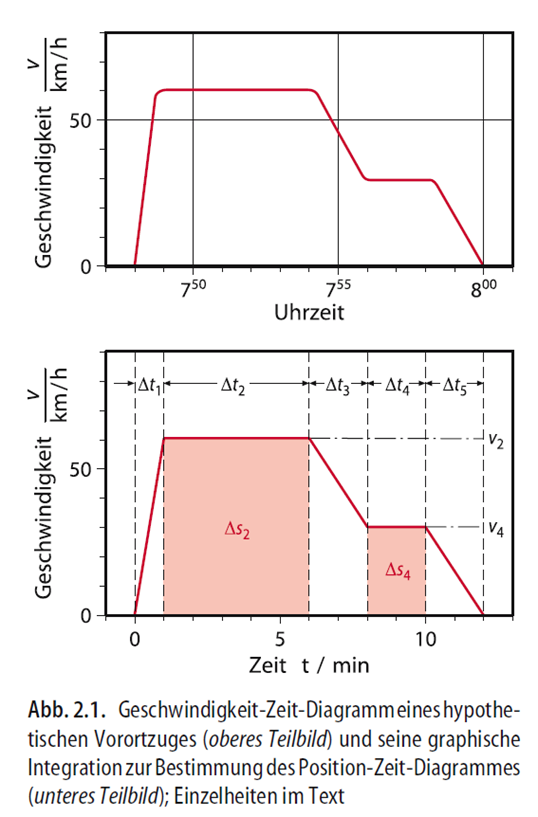 Geschwindigkeit v / km/h
50
0
7⁵⁰ 7⁵⁵ 8⁰⁰
Uhrzeit
Geschwindigkeit v / km/h
Δt₁ Δt₂ Δt₃ Δt₄ Δt₅
v₂
50
v₄
Δs₂
Δs₄
0
0 5 10
Zeit t / min
Abb. 2.1. Geschwindigkeit-Zeit-Diagramm eines hypothe-
tischen Vorortzuges (oberes Teilbild) und seine graphische
Integration zur Bestimmung des Position-Zeit-Diagrammes
(unteres Teilbild); Einzelheiten im Text